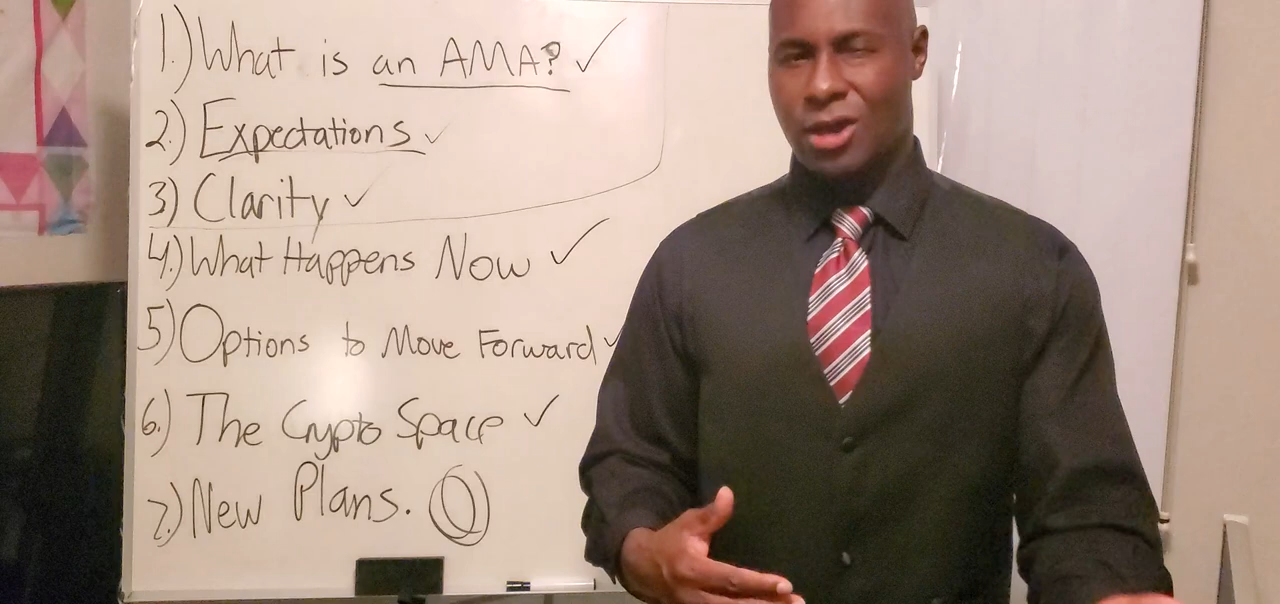 1.) What is an AMA? ✓
2.) Expectations ✓
3) Clarity ✓
4.) What Happens Now ✓
5) Options to Move Forward ✓
6.) The Crypto Space ✓
7.) New Plans.